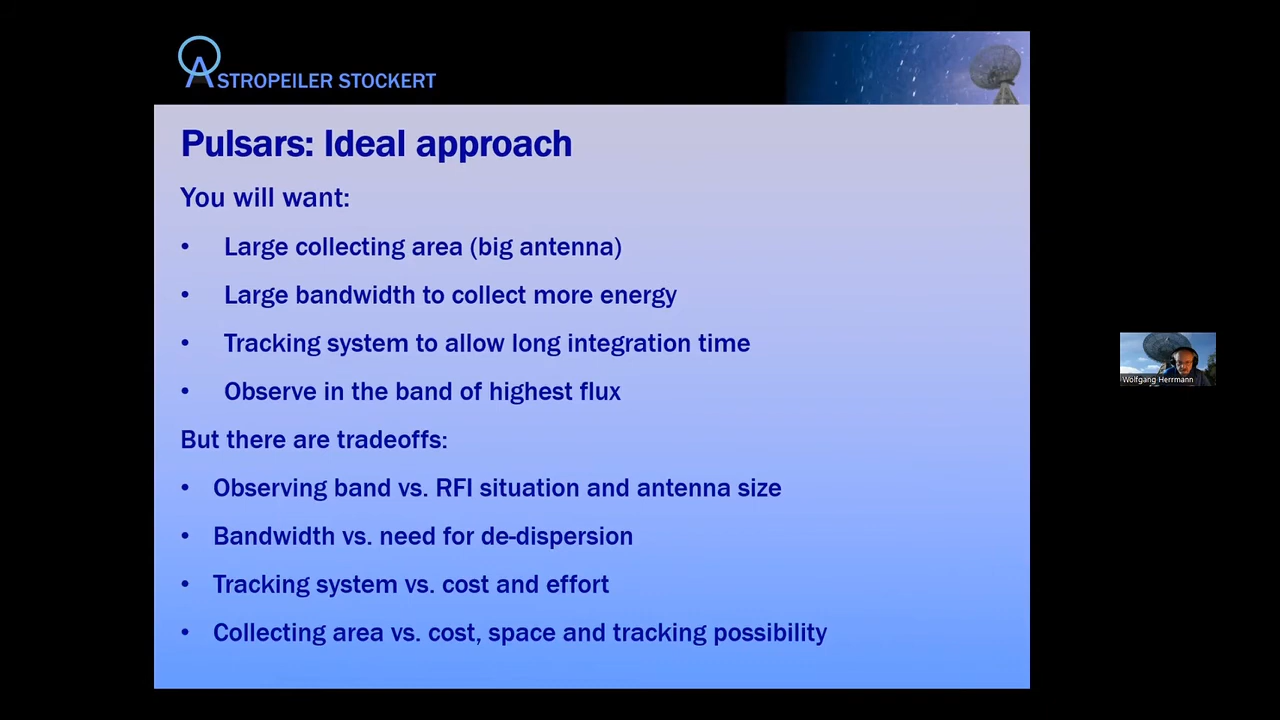 ASTROPEILER STOCKERT
Pulsars: Ideal approach
You will want:
• Large collecting area (big antenna)
• Large bandwidth to collect more energy
• Tracking system to allow long integration time
• Observe in the band of highest flux
But there are tradeoffs:
• Observing band vs. RFI situation and antenna size
• Bandwidth vs. need for de-dispersion
• Tracking system vs. cost and effort
• Collecting area vs. cost, space and tracking possibility
Wolfgang Herrmann